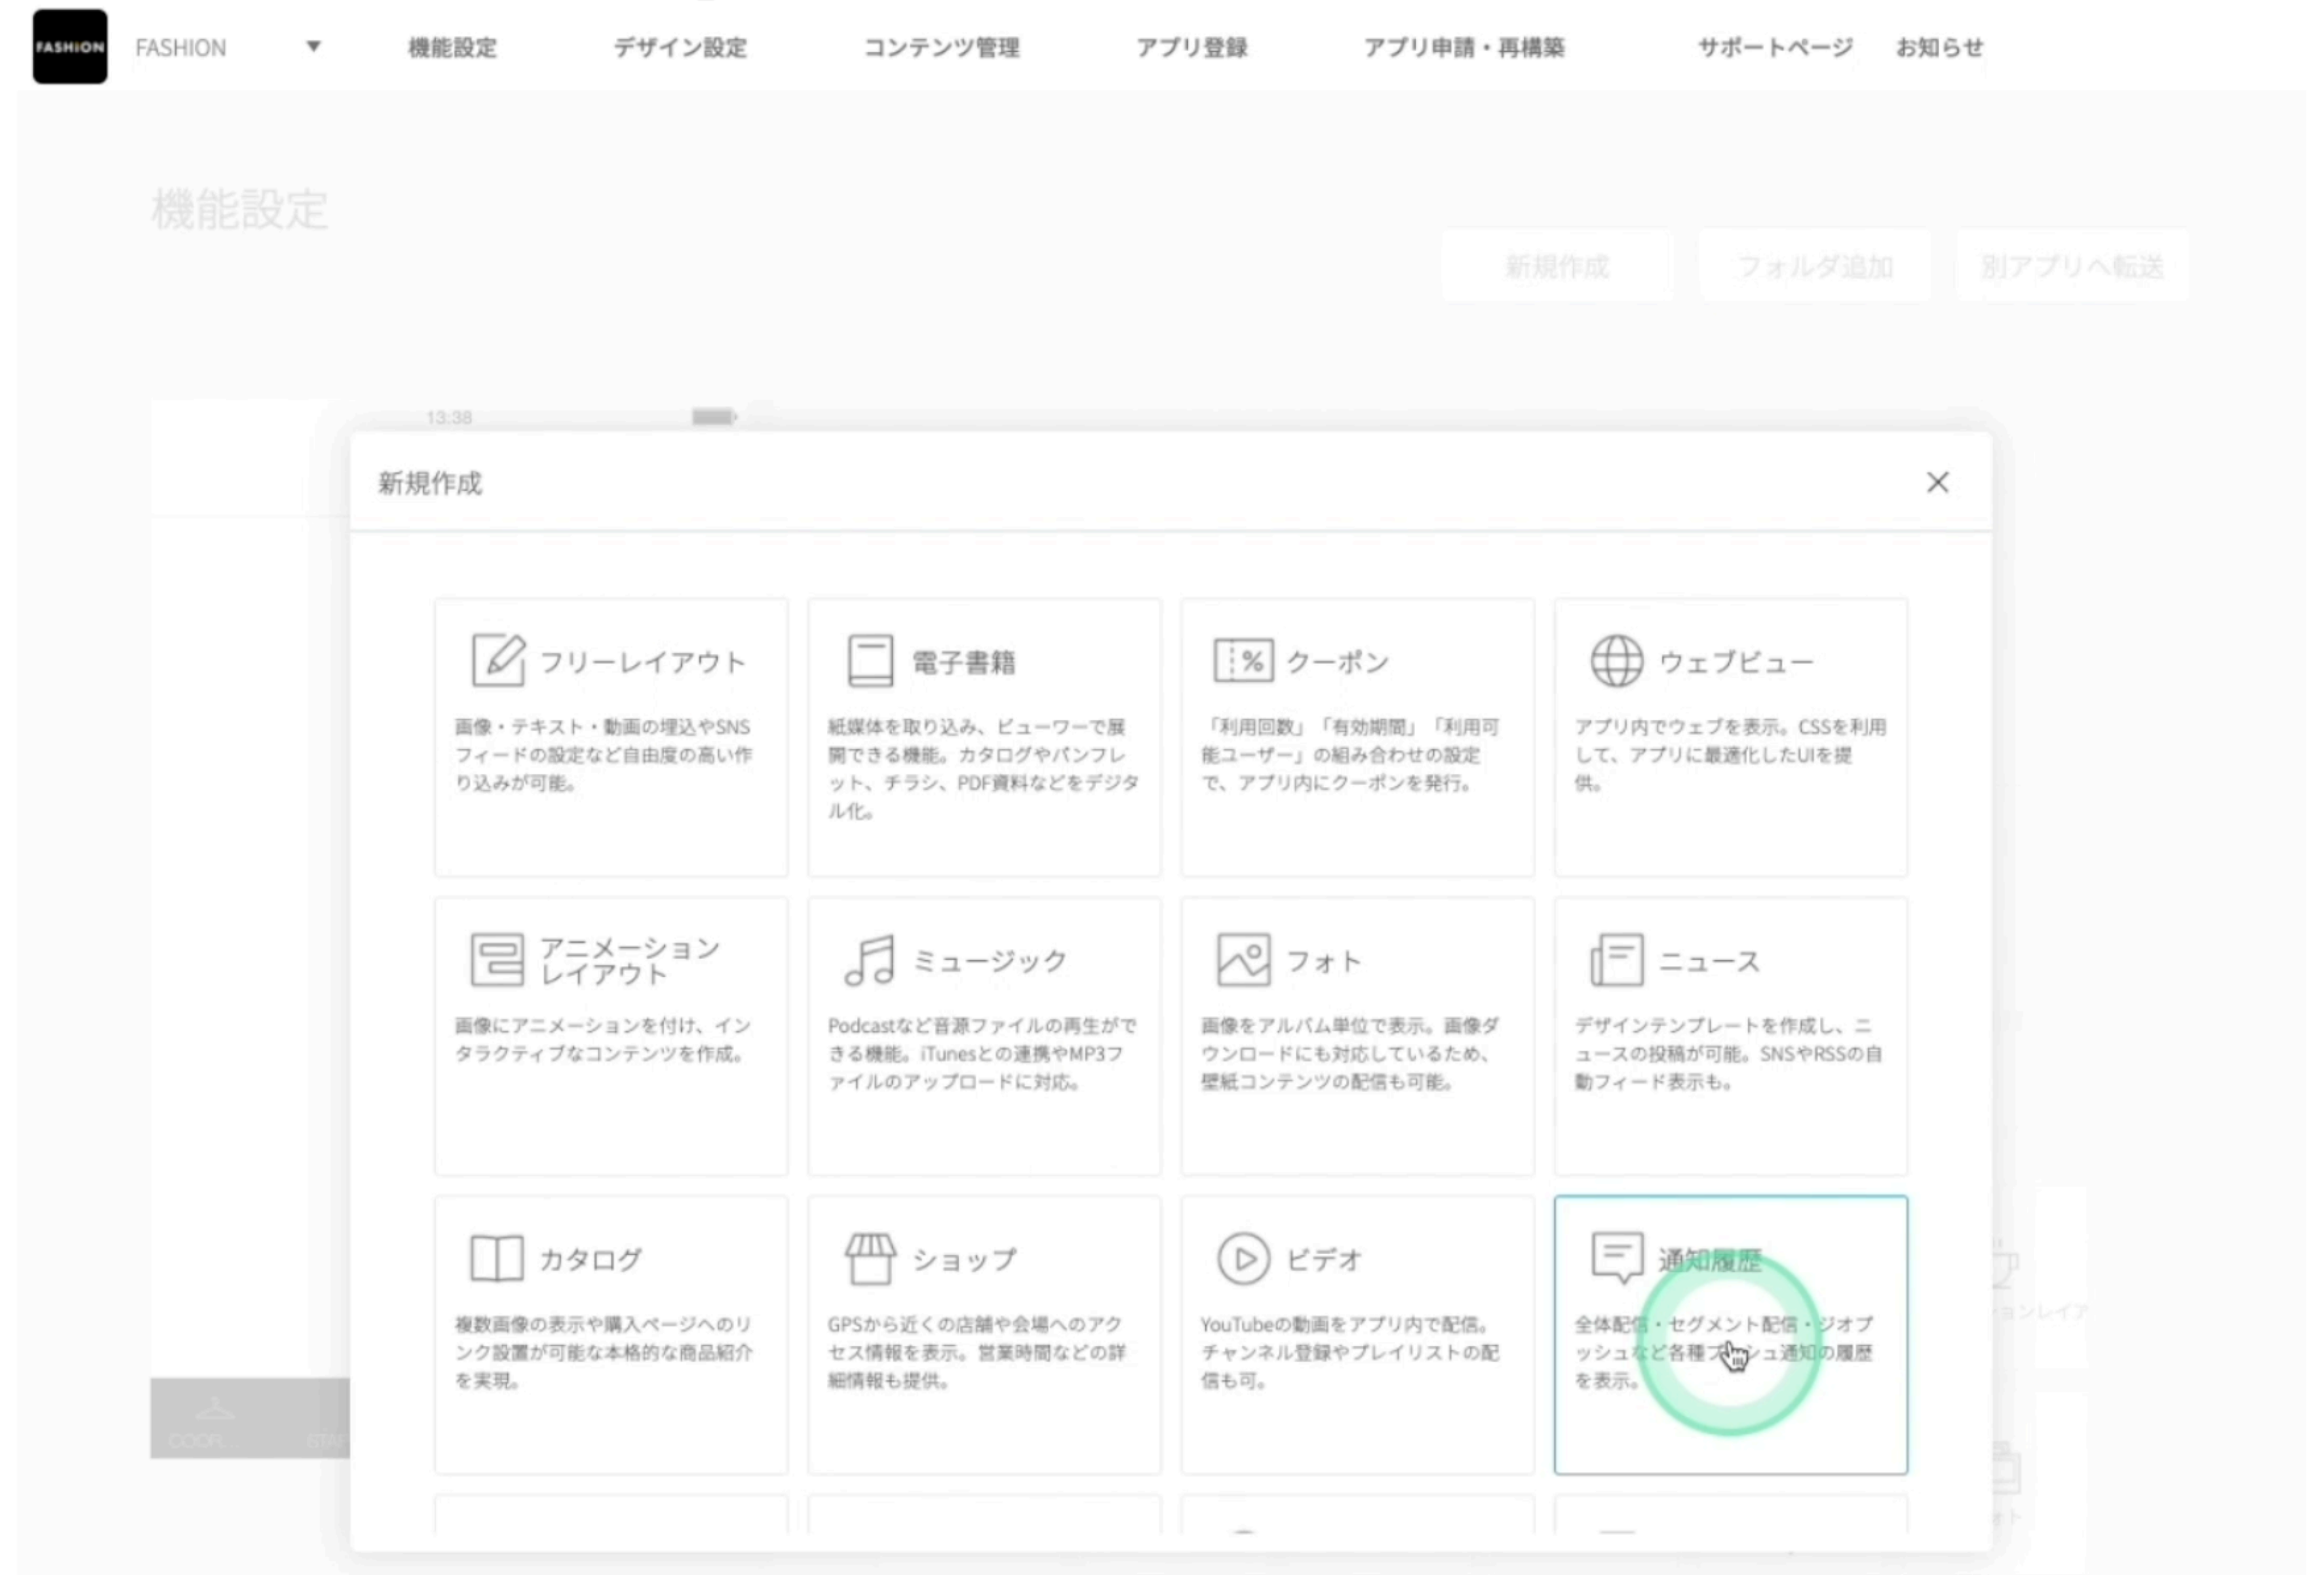 FASHION
FASHION ▼ 機能設定 デザイン設定 コンテンツ管理 アプリ登録 アプリ申請・再構築 サポートページ お知らせ
機能設定
新規作成 フォルダ追加 別アプリへ転送
13:38
新規作成
フリーレイアウト
画像・テキスト・動画の埋込やSNS
フィードの設定など自由度の高い作
り込みが可能。
電子書籍
紙媒体を取り込み、ビューワーで展
開できる機能。カタログやパンフレ
ット、チラシ、PDF資料などをデジタ
ル化。
クーポン
「利用回数」「有効期間」「利用可
能ユーザー」の組み合わせの設定
で、アプリ内にクーポンを発行。
ウェブビュー
アプリ内でウェブを表示。CSSを利用
して、アプリに最適化したUIを提
供。
アニメーション
レイアウト
画像にアニメーションを付け、イン
タラクティブなコンテンツを作成。
ミュージック
Podcastなど音源ファイルの再生がで
きる機能。iTunesとの連携やMP3フ
ァイルのアップロードに対応。
フォト
画像をアルバム単位で表示。画像ダ
ウンロードにも対応しているため、
壁紙コンテンツの配信も可能。
ニュース
デザインテンプレートを作成し、ニ
ュースの投稿が可能。SNSやRSSの自
動フィード表示も。
カタログ
複数画像の表示や購入ページへのリ
ンク設置が可能な本格的な商品紹介
を実現。
ショップ
GPSから近くの店舗や会場へのアク
セス情報を表示。営業時間などの詳
細情報も提供。
ビデオ
YouTubeの動画をアプリ内で配信。
チャンネル登録やプレイリストの配
信も可。
通知履歴
全体配信・セグメント配信・ジオプ
ッシュなど各種プッシュ通知の履歴
を表示。
COOR...
STAF
ションレイア
ォト